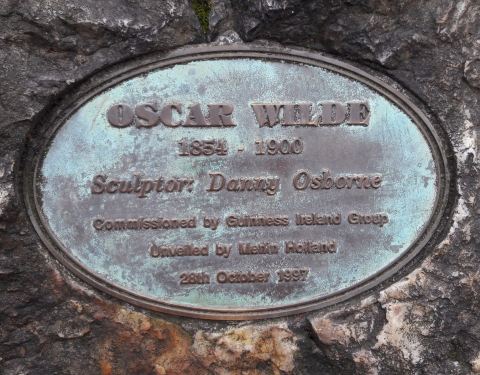 OSCAR WILDE
1854 - 1900
Sculptor: Danny Osborne
Commissioned by Guinness Ireland Group
Unveiled by Merlin Holland
28th October 1997